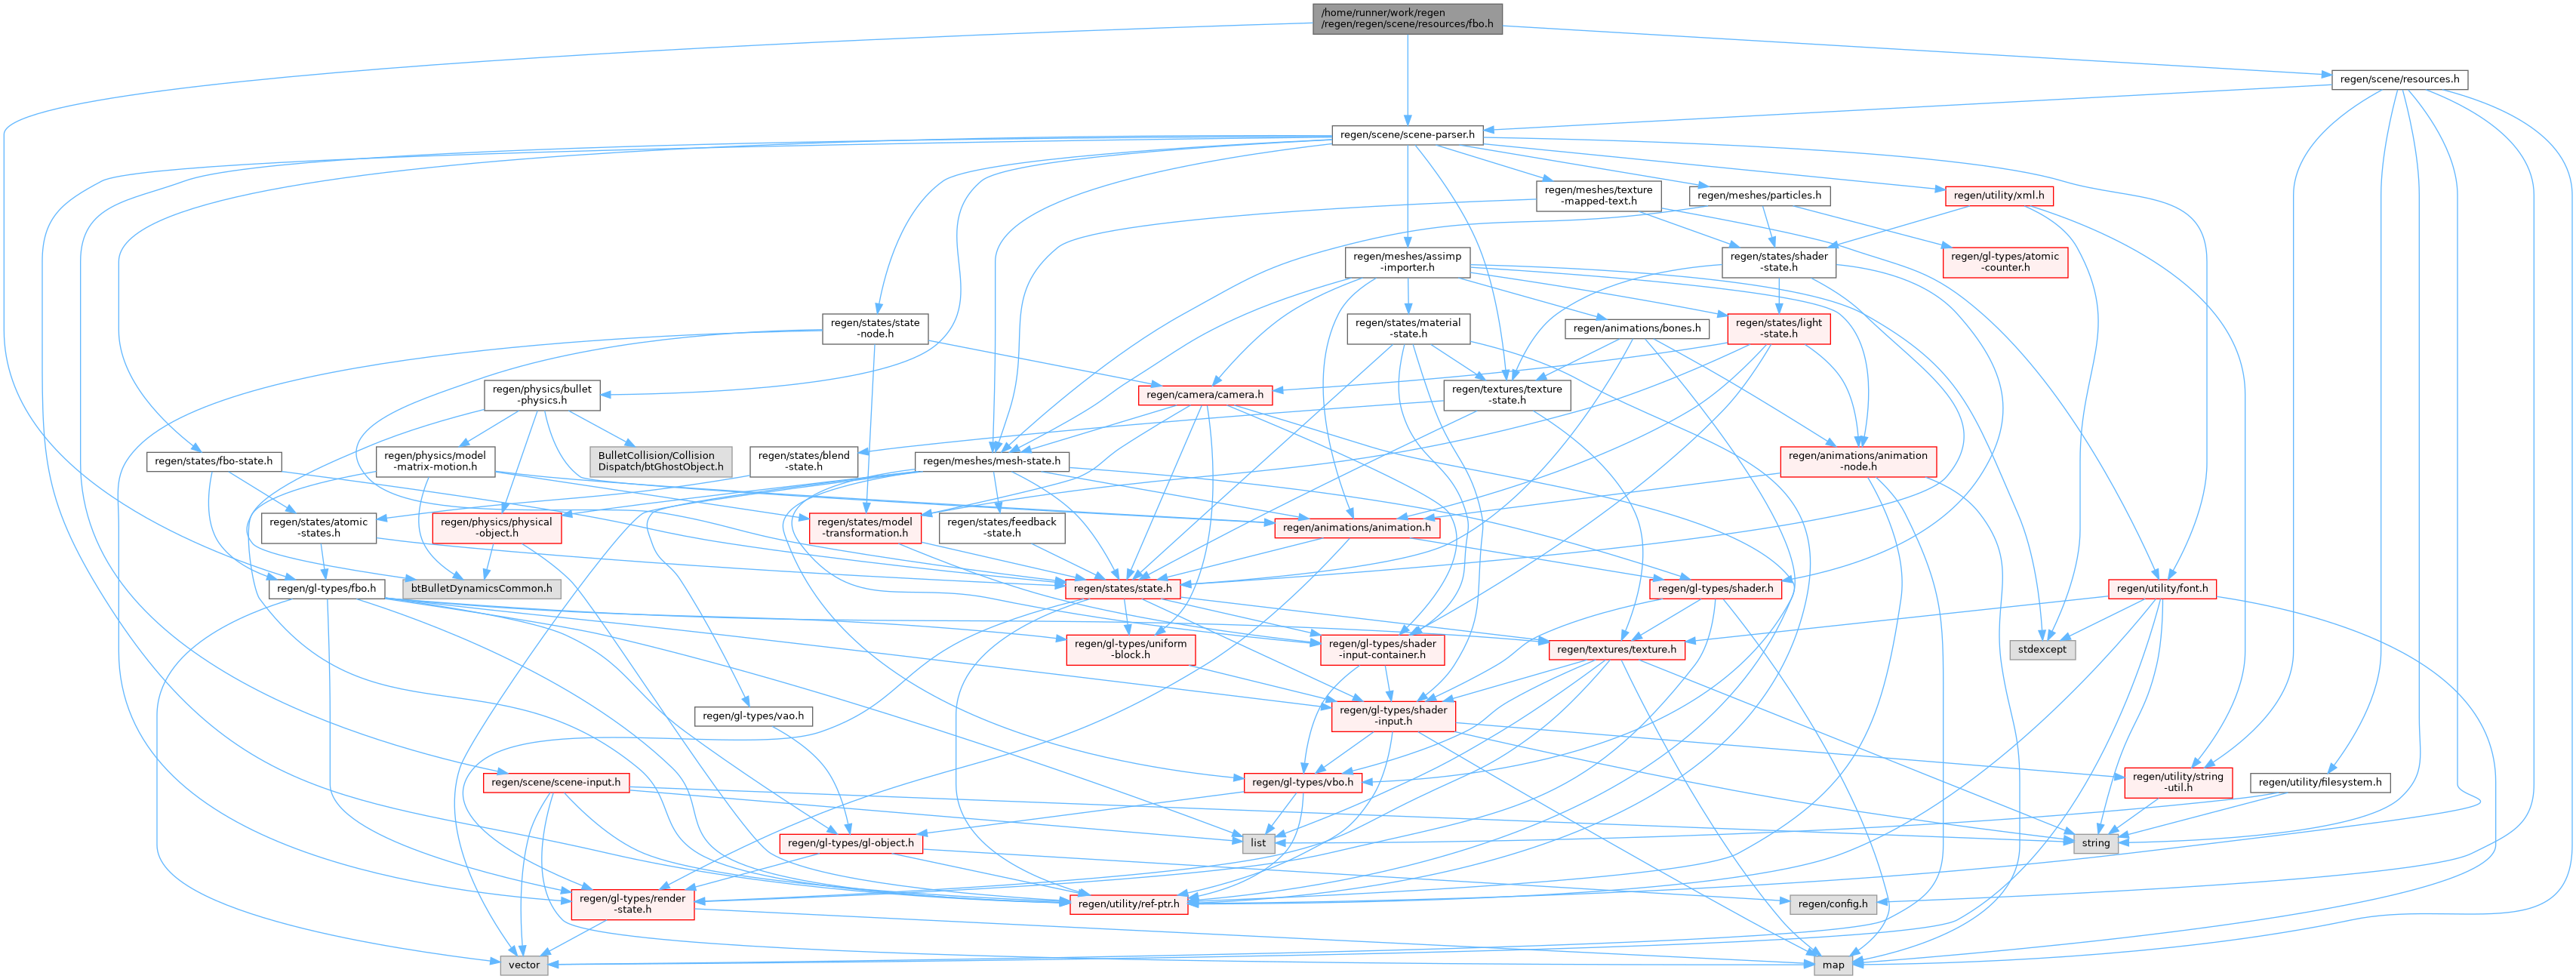 /home/runner/work/regen
/regen/regen/scene/resources/fbo.h
regen/scene/resources.h
regen/scene/scene-parser.h
regen/meshes/texture
-mapped-text.h
regen/meshes/particles.h
regen/utility/xml.h
regen/meshes/assimp
-importer.h
regen/states/shader
-state.h
regen/gl-types/atomic
-counter.h
regen/states/state
-node.h
regen/states/material
-state.h
regen/animations/bones.h
regen/states/light
-state.h
regen/physics/bullet
-physics.h
regen/camera/camera.h
regen/textures/texture
-state.h
regen/states/fbo-state.h
regen/physics/model
-matrix-motion.h
BulletCollision/Collision
Dispatch/btGhostObject.h
regen/states/blend
-state.h
regen/meshes/mesh-state.h
regen/animations/animation
-node.h
regen/states/atomic
-states.h
regen/physics/physical
-object.h
regen/states/model
-transformation.h
regen/states/feedback
-state.h
regen/animations/animation.h
regen/gl-types/fbo.h
btBulletDynamicsCommon.h
regen/states/state.h
regen/gl-types/shader.h
regen/utility/font.h
regen/gl-types/uniform
-block.h
regen/gl-types/shader
-input-container.h
regen/textures/texture.h
stdexcept
regen/gl-types/vao.h
regen/gl-types/shader
-input.h
regen/scene/scene-input.h
regen/gl-types/vbo.h
regen/utility/string
-util.h
regen/utility/filesystem.h
regen/gl-types/gl-object.h
list
string
regen/gl-types/render
-state.h
regen/utility/ref-ptr.h
regen/config.h
vector
map